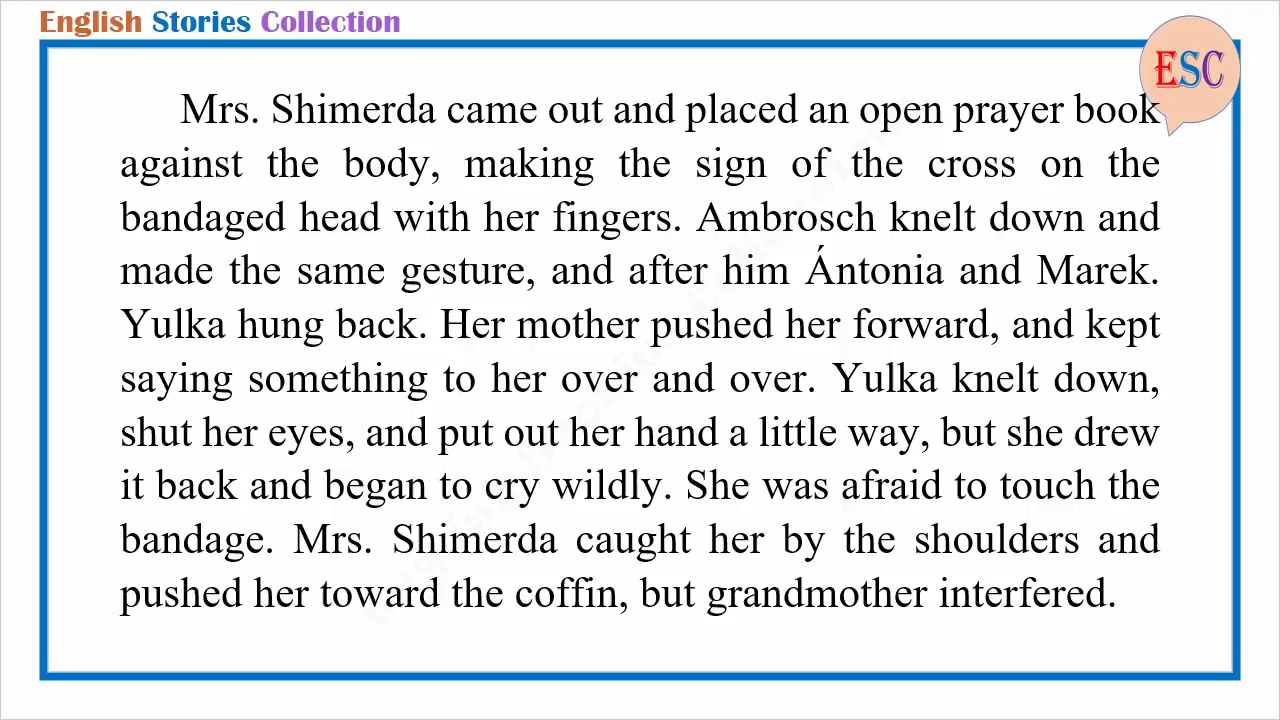 English Stories Collection
ESC
Mrs. Shimerda came out and placed an open prayer book
against the body, making the sign of the cross on the
bandaged head with her fingers. Ambrosch knelt down and
made the same gesture, and after him Ántonia and Marek.
Yulka hung back. Her mother pushed her forward, and kept
saying something to her over and over. Yulka knelt down,
shut her eyes, and put out her hand a little way, but she drew
it back and began to cry wildly. She was afraid to touch the
bandage. Mrs. Shimerda caught her by the shoulders and
pushed her toward the coffin, but grandmother interfered.